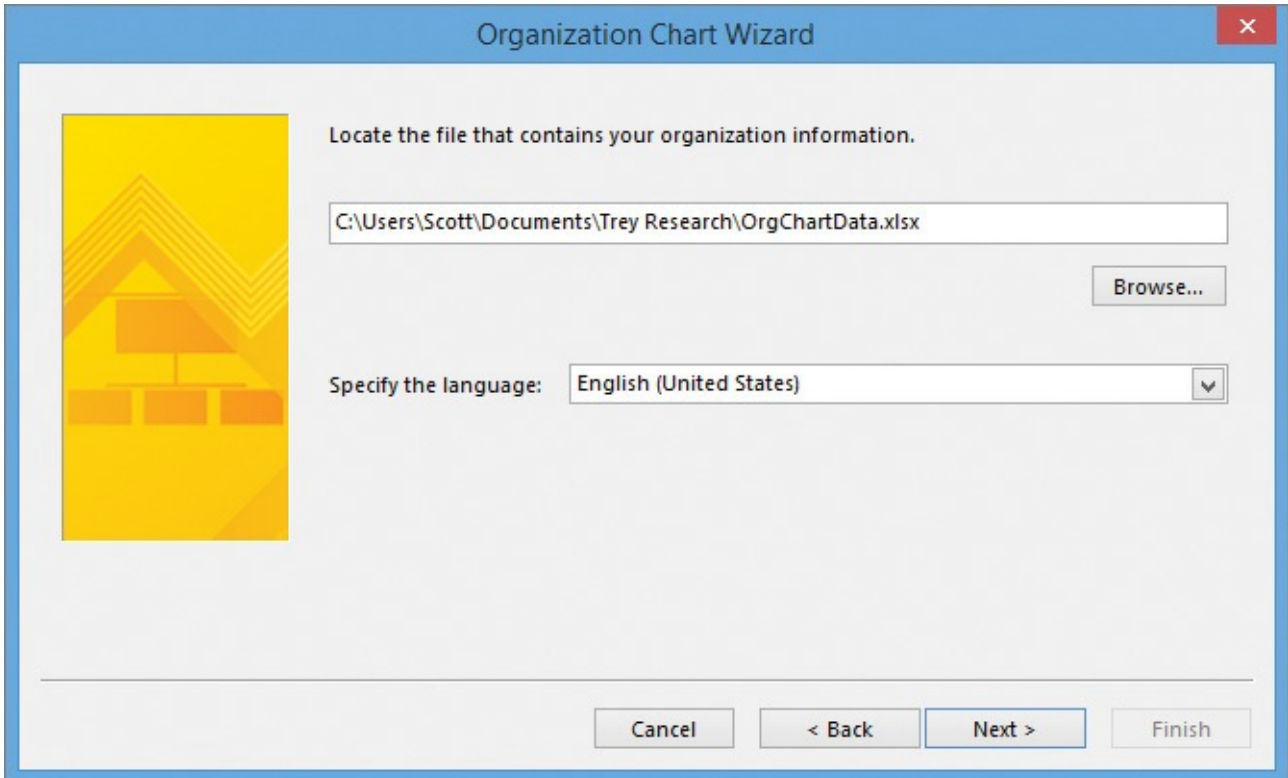 Organization Chart Wizard
Locate the file that contains your organization information.
C:\Users\Scott\Documents\Trey Research\OrgChartData.xlsx
Browse...
Specify the language: English (United States)
Cancel < Back Next > Finish